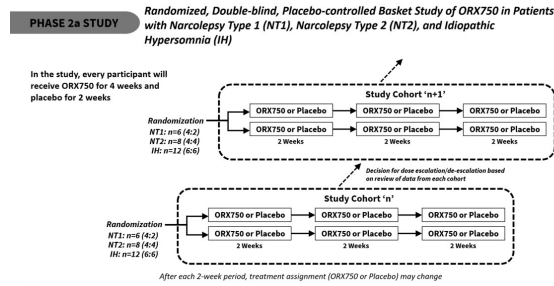 PHASE 2a STUDY
Randomized, Double-blind, Placebo-controlled Basket Study of ORX750 in Patients
with Narcolepsy Type 1 (NT1), Narcolepsy Type 2 (NT2), and Idiopathic
Hypersomnia (IH)
In the study, every participant will
receive ORX750 for 4 weeks and
placebo for 2 weeks
Study Cohort 'n+1'
Randomization
NT1: n=6 (4:2)
NT2: n=8 (4:4)
IH: n=12 (6:6)
ORX750 or Placebo ORX750 or Placebo ORX750 or Placebo
ORX750 or Placebo ORX750 or Placebo ORX750 or Placebo
2 Weeks 2 Weeks 2 Weeks
Decision for dose escalation/de-escalation based
on review of data from each cohort
Study Cohort 'n'
Randomization
NT1: n=6 (4:2)
NT2: n=8 (4:4)
IH: n=12 (6:6)
ORX750 or Placebo ORX750 or Placebo ORX750 or Placebo
ORX750 or Placebo ORX750 or Placebo ORX750 or Placebo
2 Weeks 2 Weeks 2 Weeks
After each 2-week period, treatment assignment (ORX750 or Placebo) may change